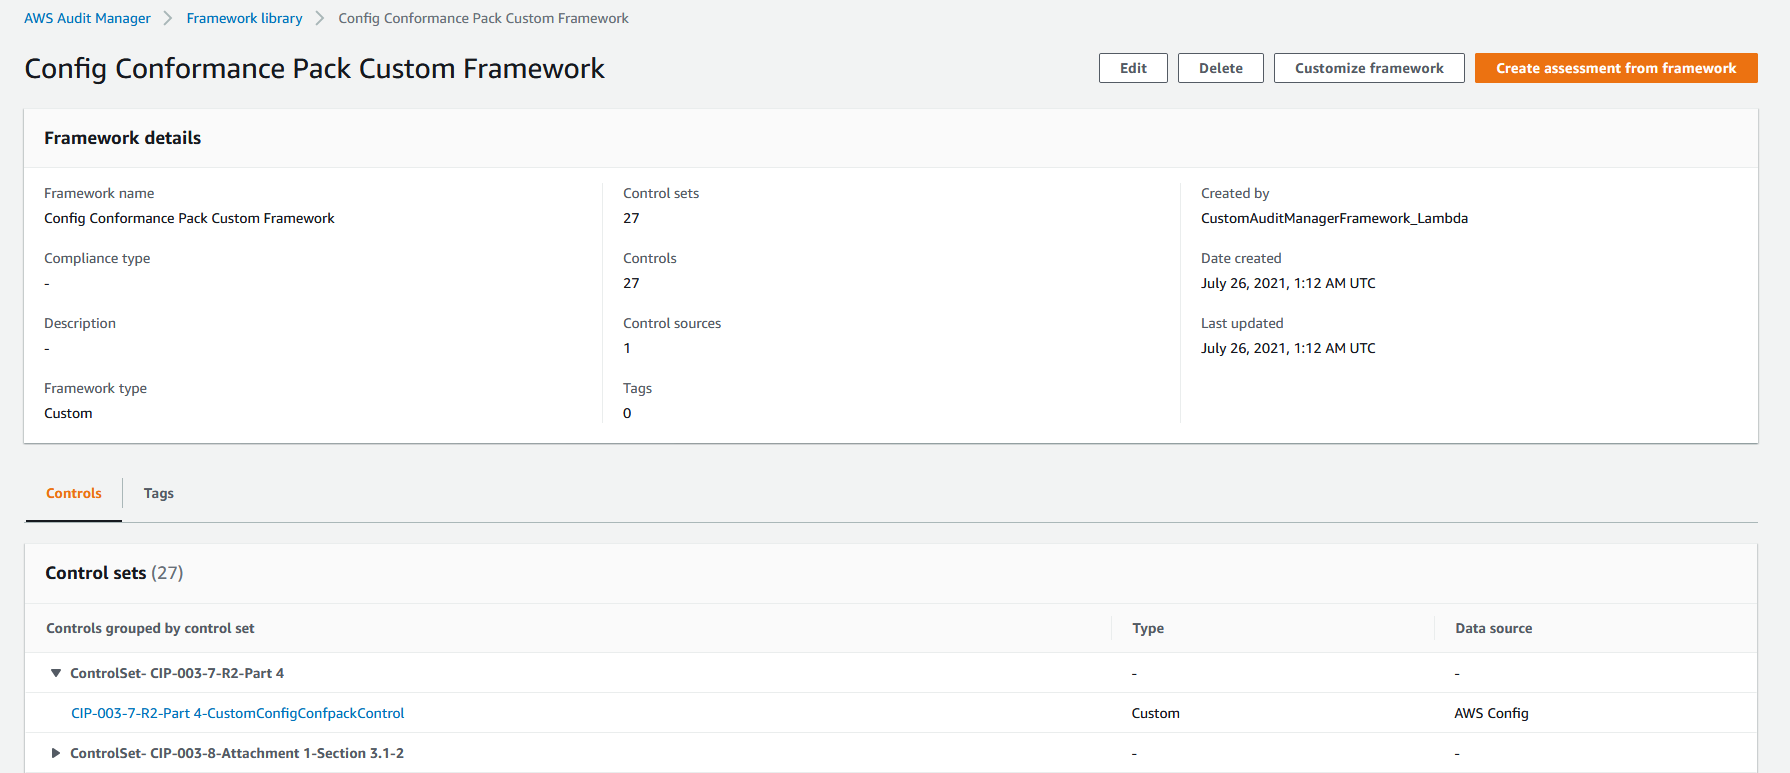 AWS Audit Manager > Framework library > Config Conformance Pack Custom Framework
Config Conformance Pack Custom Framework
Edit
Delete
Customize framework
Create assessment from framework
Framework details
Framework name
Config Conformance Pack Custom Framework
Compliance type
-
Description
-
Framework type
Custom
Control sets
27
Controls
27
Control sources
1
Tags
0
Created by
CustomAuditManagerFramework_Lambda
Date created
July 26, 2021, 1:12 AM UTC
Last updated
July 26, 2021, 1:12 AM UTC
Controls
Tags
Control sets (27)
Controls grouped by control set Type Data source
ControlSet- CIP-003-7-R2-Part 4 - -
CIP-003-7-R2-Part 4-CustomConfigConfpackControl Custom AWS Config
ControlSet- CIP-003-8-Attachment 1-Section 3.1-2 - -